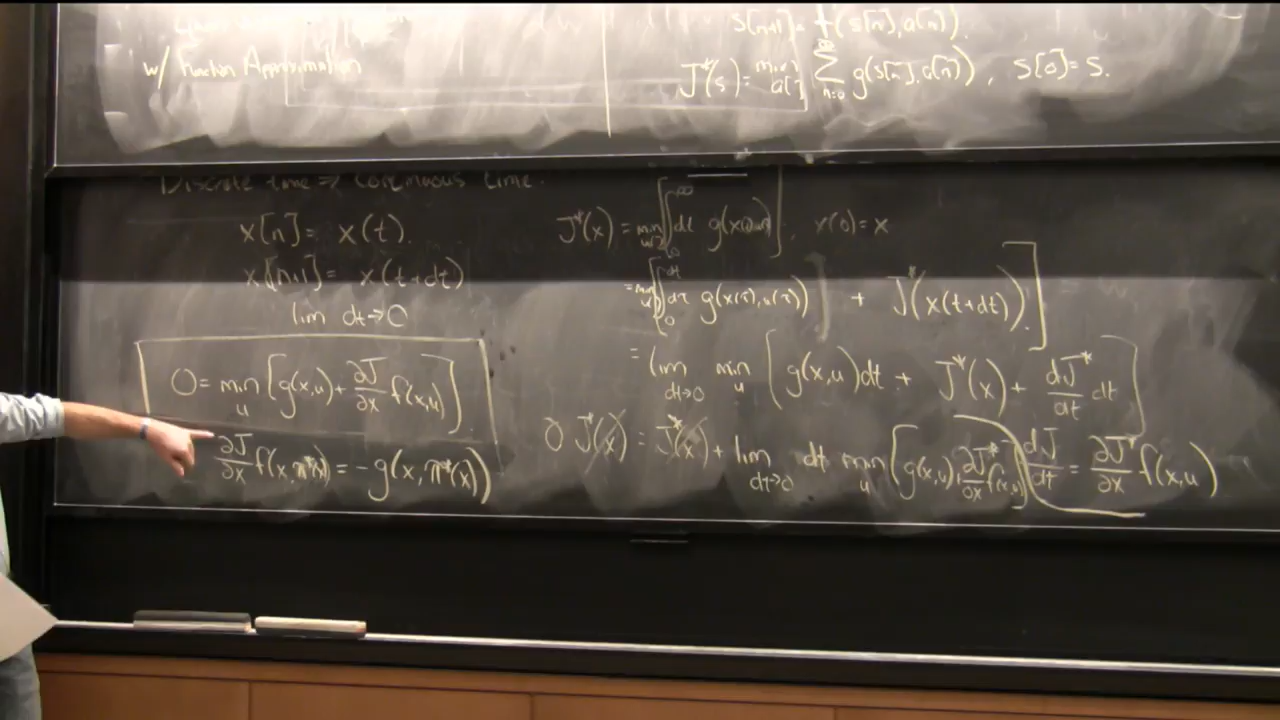 w/ Function Approximation
s[n+1] = f(s[n], a[n]).
J*(s) = min a[·] ∑ n=0 ∞ g(s[n], a[n]), s[0] = s.
Discrete time ⇒ Continuous time.
x[n] = x(t).
x[n+1] = x(t+dt)
lim dt→0
0 = min u [g(x,u) + ∂J/∂x f(x,u)].
∂J/∂x f(x, π*(x)) = -g(x, π*(x))
J*(x) = min [∫ 0 ∞ dt g(x(t), u(t))], x(0) = x
= min [∫ 0 dt dτ g(x(τ), u(τ)) + J*(x(t+dt))]
= lim dt→0 min u [g(x,u)dt + J*(x) + dJ*/dt dt]
0 J*(x) = J*(x) + lim dt→0 dt min u [g(x,u) + ∂J*/∂x f(x,u)]
dJ/dt = ∂J*/∂x f(x,u)